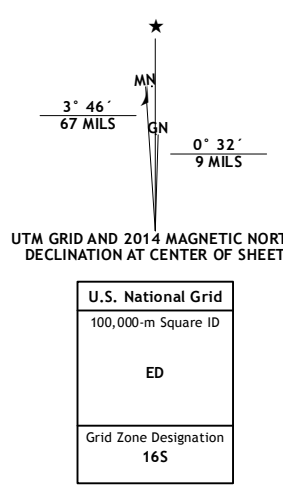 MN
3° 46´
67 MILS
GN
0° 32´
9 MILS
UTM GRID AND 2014 MAGNETIC NORT
DECLINATION AT CENTER OF SHEET
U.S. National Grid
100,000-m Square ID
ED
Grid Zone Designation
16S